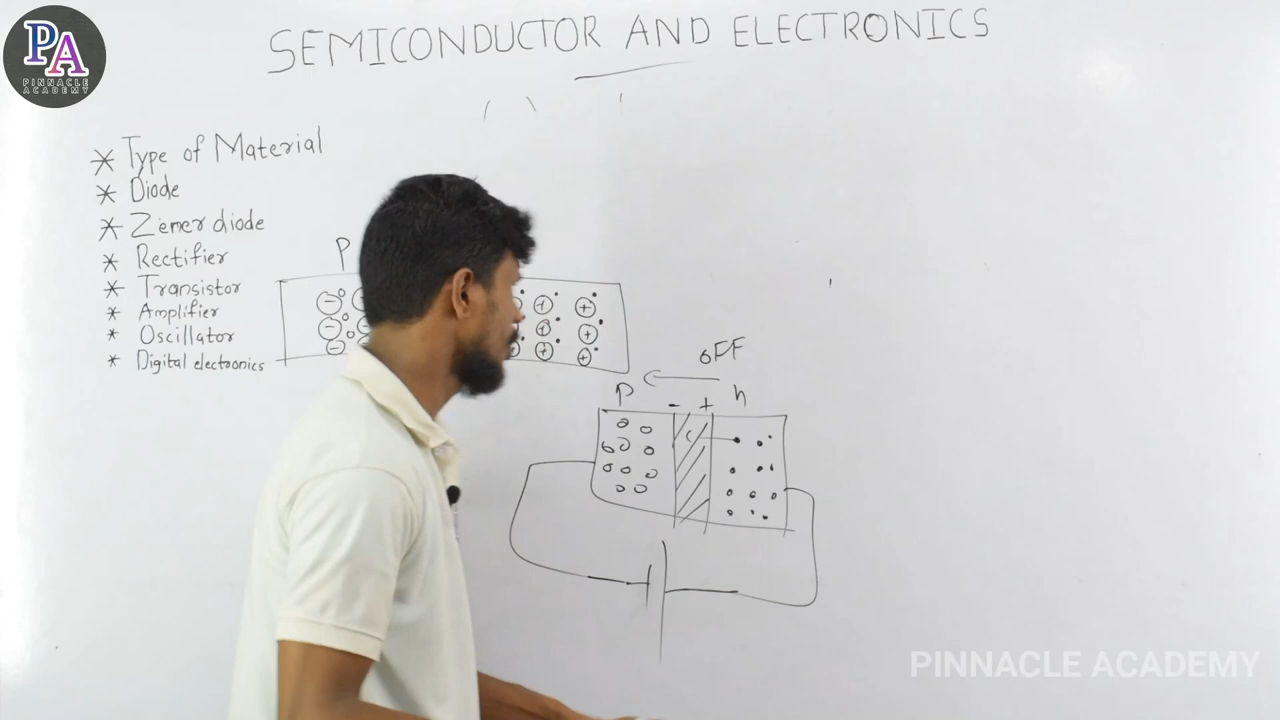 PA
PINNACLE
ACADEMY
SEMICONDUCTOR AND ELECTRONICS
* Type of Material
* Diode
* Zener diode
* Rectifier
* Transistor
* Amplifier
* Oscillator
* Digital electronics
P
OFF
P - + n
PINNACLE ACADEMY